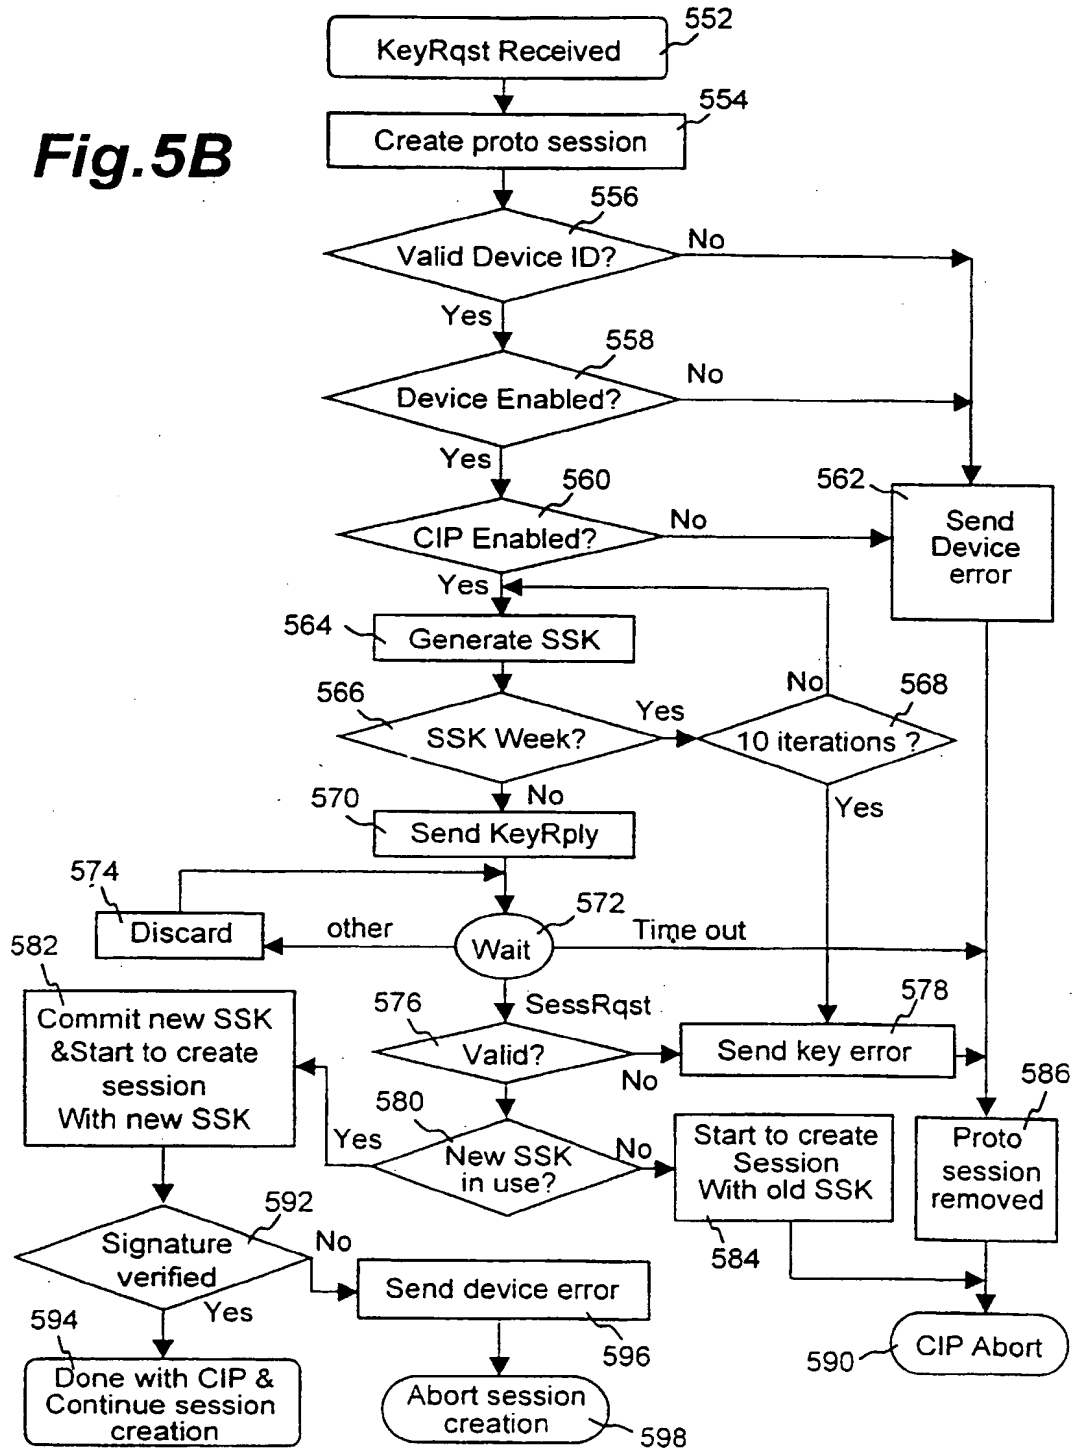 552
KeyRqst Received
554
Create proto session
Fig.5B
556
Valid Device ID?
No
Yes
558
Device Enabled?
No
Yes
560
CIP Enabled?
No
562
Send
Device
error
Yes
564
Generate SSK
566
SSK Week?
Yes
No
568
10 iterations ?
No
Yes
570
Send KeyRply
574
Discard
other
572
Wait
Time out
582
Commit new SSK
&Start to create
session
With new SSK
SessRqst
576
Valid?
No
578
Send key error
580
New SSK
in use?
Yes
No
Start to create
Session
With old SSK
584
586
Proto
session
removed
592
Signature
verified
No
Yes
Send device error
596
590
CIP Abort
594
Done with CIP &
Continue session
creation
Abort session
creation
598